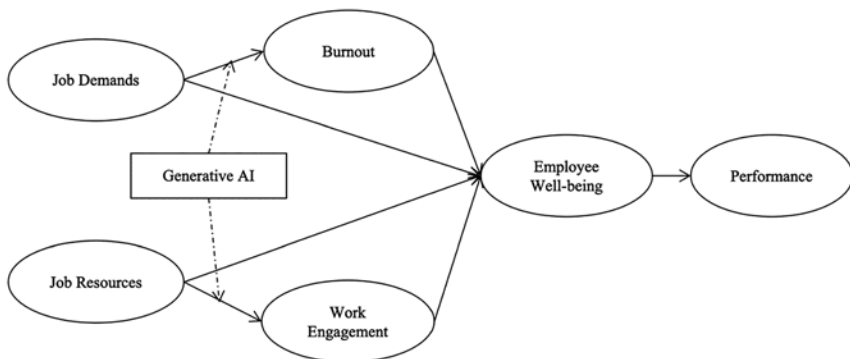 Burnout
Job Demands
Generative AI
Employee
Well-being
Performance
Job Resources
Work
Engagement